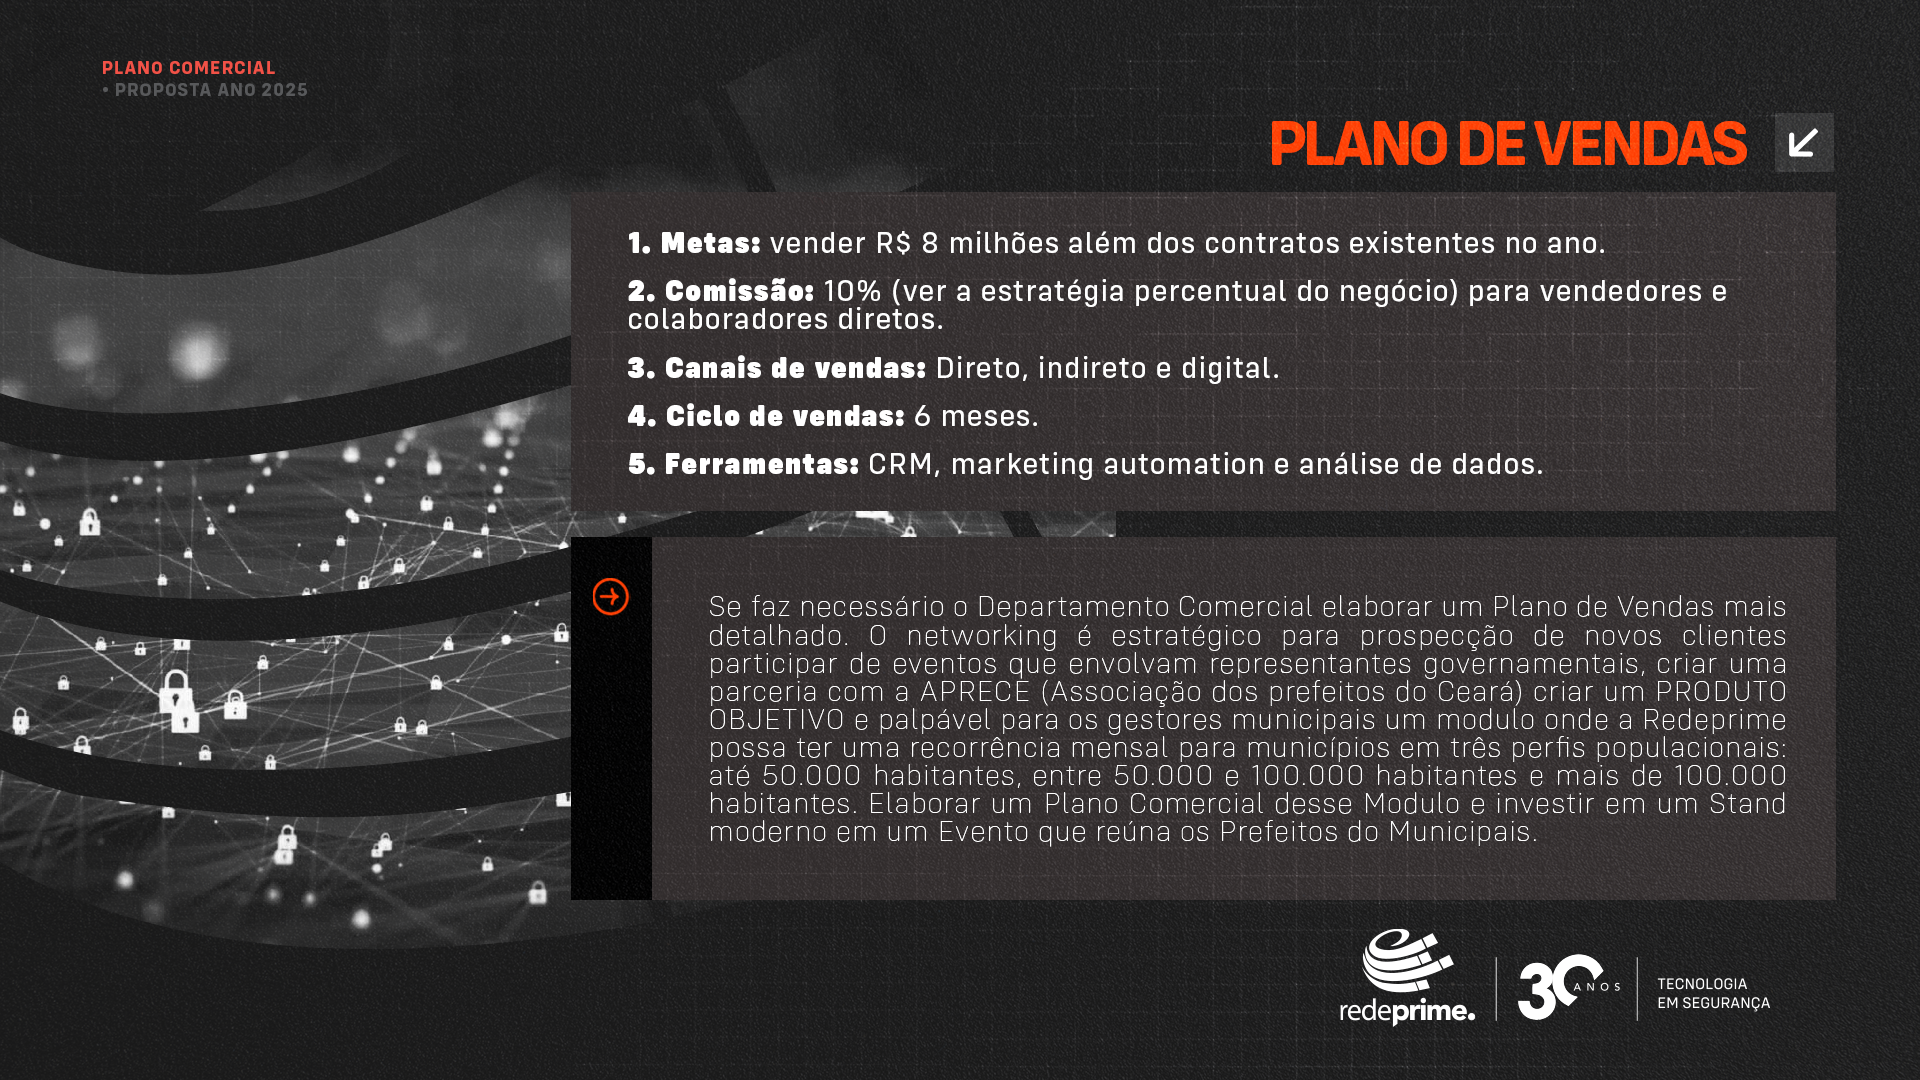 PLANO COMERCIAL
• PROPOSTA ANO 2025
PLANO DE VENDAS
1. Metas: vender R$ 8 milhões além dos contratos existentes no ano.
2. Comissão: 10% (ver a estratégia percentual do negócio) para vendedores e
colaboradores diretos.
3. Canais de vendas: Direto, indireto e digital.
4. Ciclo de vendas: 6 meses.
5. Ferramentas: CRM, marketing automation e análise de dados.
Se faz necessário o Departamento Comercial elaborar um Plano de Vendas mais
detalhado. O networking é estratégico para prospecção de novos clientes
participar de eventos que envolvam representantes governamentais, criar uma
parceria com a APRECE (Associação dos prefeitos do Ceará) criar um PRODUTO
OBJETIVO e palpável para os gestores municipais um modulo onde a Redeprime
possa ter uma recorrência mensal para municípios em três perfis populacionais:
até 50.000 habitantes, entre 50.000 e 100.000 habitantes e mais de 100.000
habitantes. Elaborar um Plano Comercial desse Modulo e investir em um Stand
moderno em um Evento que reúna os Prefeitos do Municipais.
redeprime.
30 ANOS
TECNOLOGIA
EM SEGURANÇA